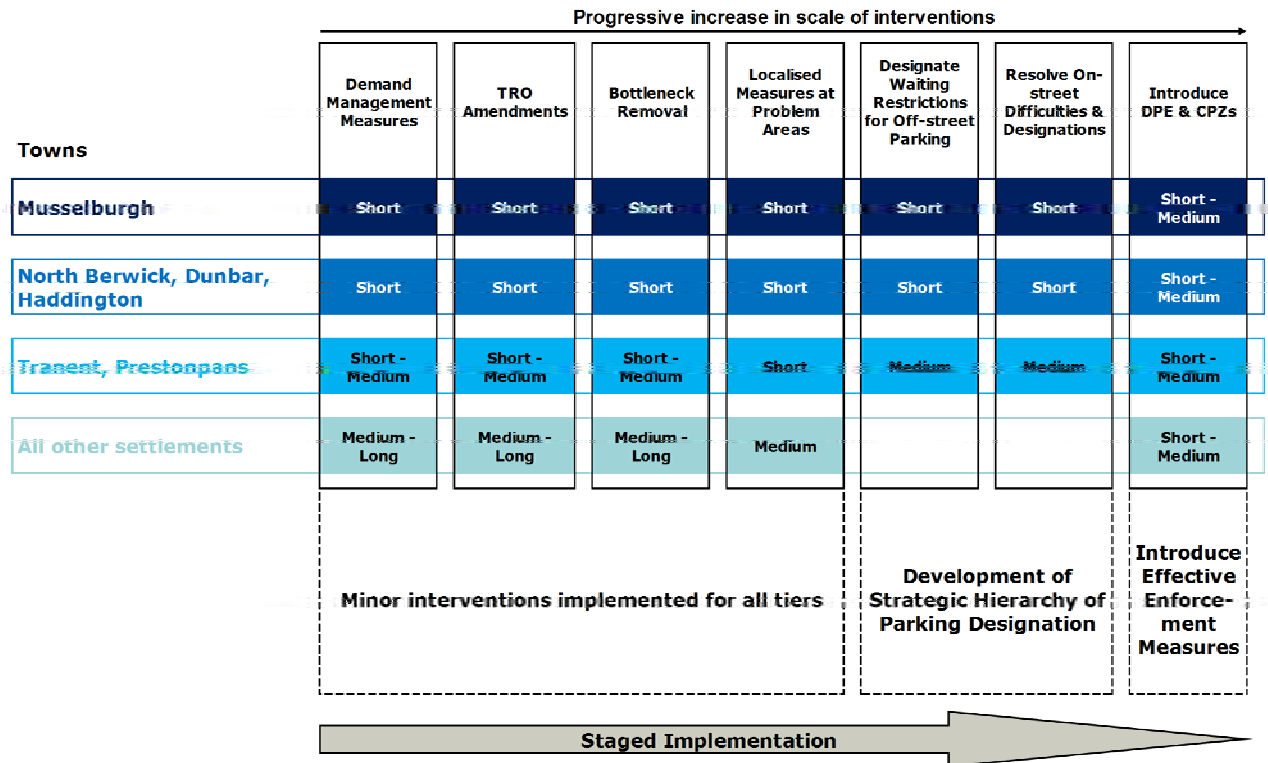 Progressive increase in scale of interventions
Demand
Management
Measures
TRO
Amendments
Bottleneck
Removal
Localised
Measures at
Problem
Areas
Designate
Waiting
Restrictions
for Off-street
Parking
Resolve On-
street
Difficulties &
Designations
Introduce
DPE & CPZs
Towns
Musselburgh
Short
Short
Short
Short
Short
Short
Short -
Medium
North Berwick, Dunbar,
Haddington
Short
Short
Short
Short
Short
Short
Short -
Medium
Tranent, Prestonpans
Short -
Medium
Short -
Medium
Short -
Medium
Short
Medium
Medium
Short -
Medium
All other settlements
Medium -
Long
Medium -
Long
Medium -
Long
Medium
Short -
Medium
Minor interventions implemented for all tiers
Development of
Strategic Hierarchy of
Parking Designation
Introduce
Effective
Enforce-
ment
Measures
Staged Implementation